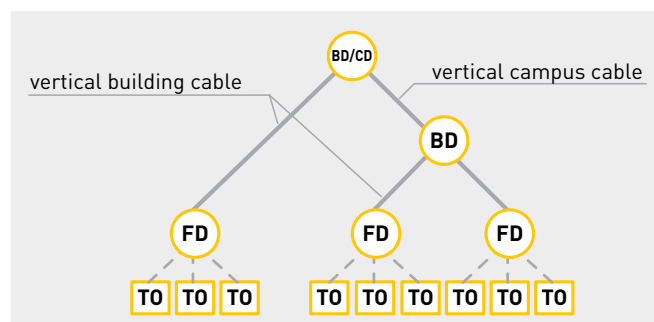 BD/CD
vertical building cable
vertical campus cable
BD
FD FD FD
TO TO TO TO TO TO TO TO TO